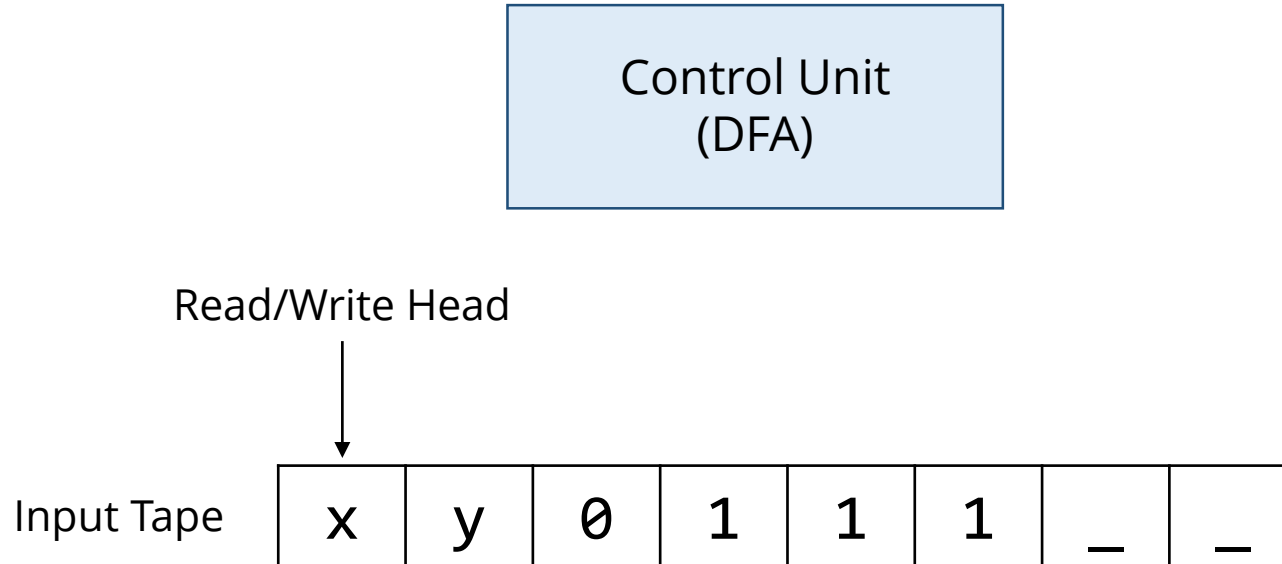 Control Unit
(DFA)
Read/Write Head
Input Tape x y 0 1 1 1 _ _